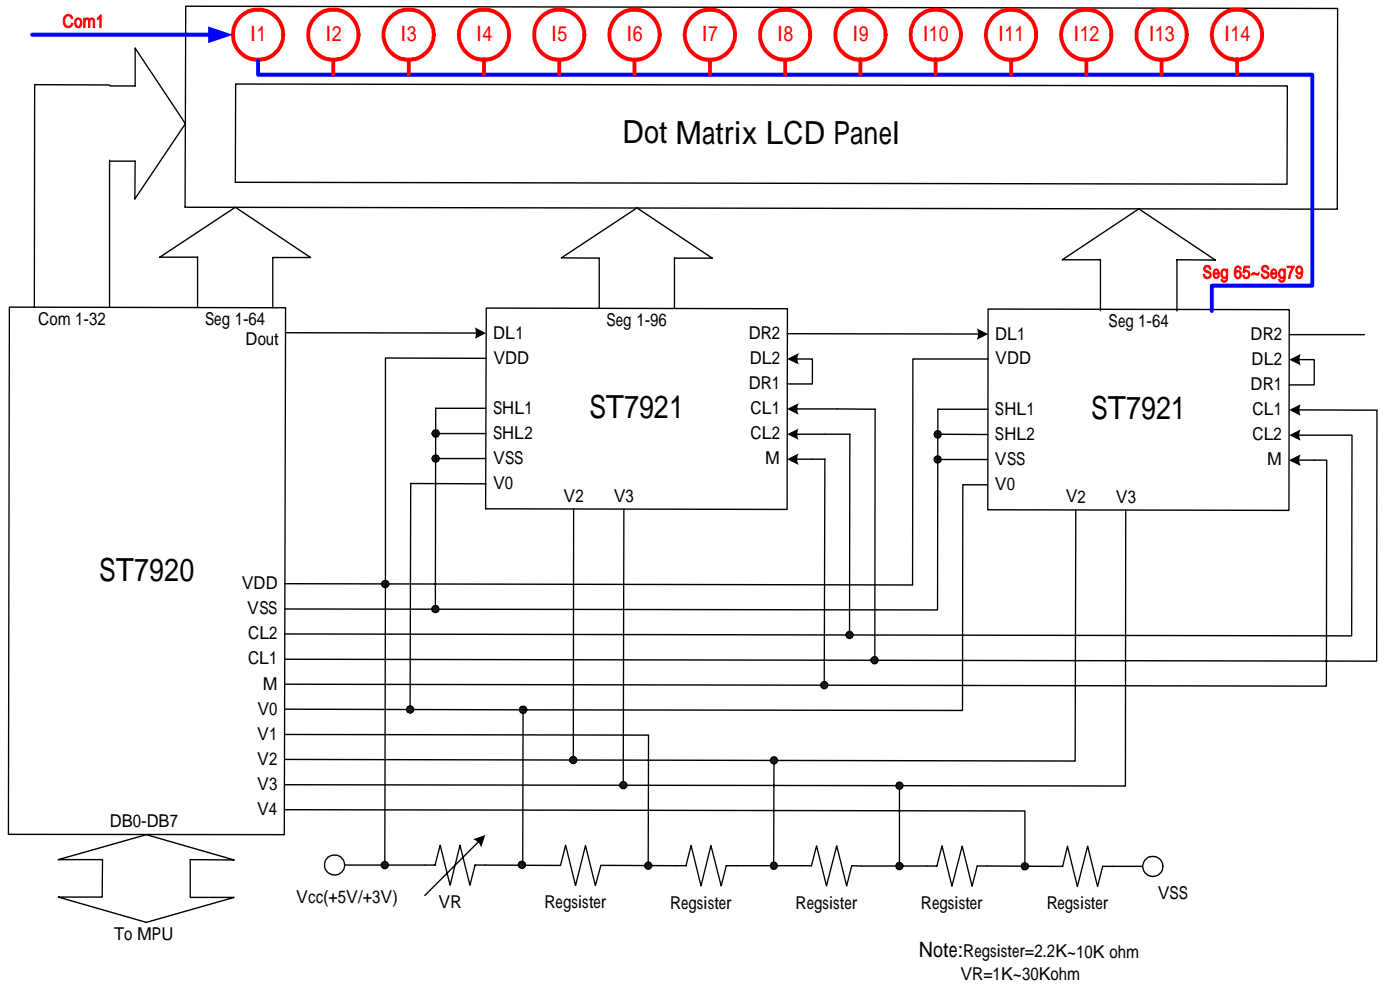 Com1
I1 I2 I3 I4 I5 I6 I7 I8 I9 I10 I11 I12 I13 I14
Dot Matrix LCD Panel
Seg 65~Seg79
Com 1-32
Seg 1-64
Dout
ST7920
VDD
VSS
CL2
CL1
M
V0
V1
V2
V3
V4
DB0-DB7
To MPU
Seg 1-96
DL1
VDD
SHL1
SHL2
VSS
V0
ST7921
DR2
DL2
DR1
CL1
CL2
M
V2
V3
Seg 1-64
DL1
VDD
SHL1
SHL2
VSS
V0
ST7921
DR2
DL2
DR1
CL1
CL2
M
V2
V3
Vcc(+5V/+3V)
VR
Regsister
Regsister
Regsister
Regsister
Regsister
VSS
Note:Regsister=2.2K~10K ohm
VR=1K~30Kohm